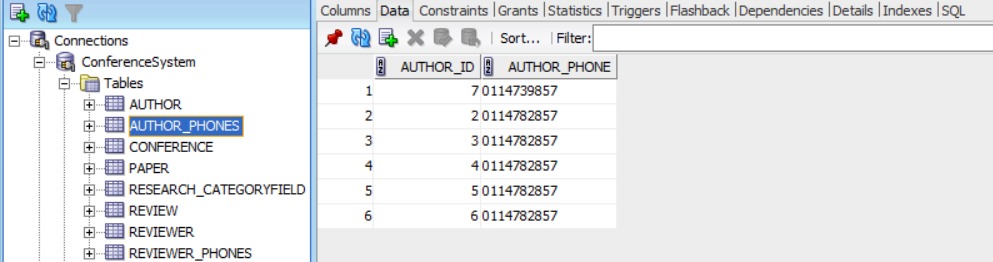 Connections
ConferenceSystem
Tables
AUTHOR
AUTHOR_PHONES
CONFERENCE
PAPER
RESEARCH_CATEGORYFIELD
REVIEW
REVIEWER
REVIEWER_PHONES
Columns Data Constraints Grants Statistics Triggers Flashback Dependencies Details Indexes SQL
Sort... Filter:
AUTHOR_ID AUTHOR_PHONE
1 7 0114739857
2 2 0114782857
3 3 0114782857
4 4 0114782857
5 5 0114782857
6 6 0114782857